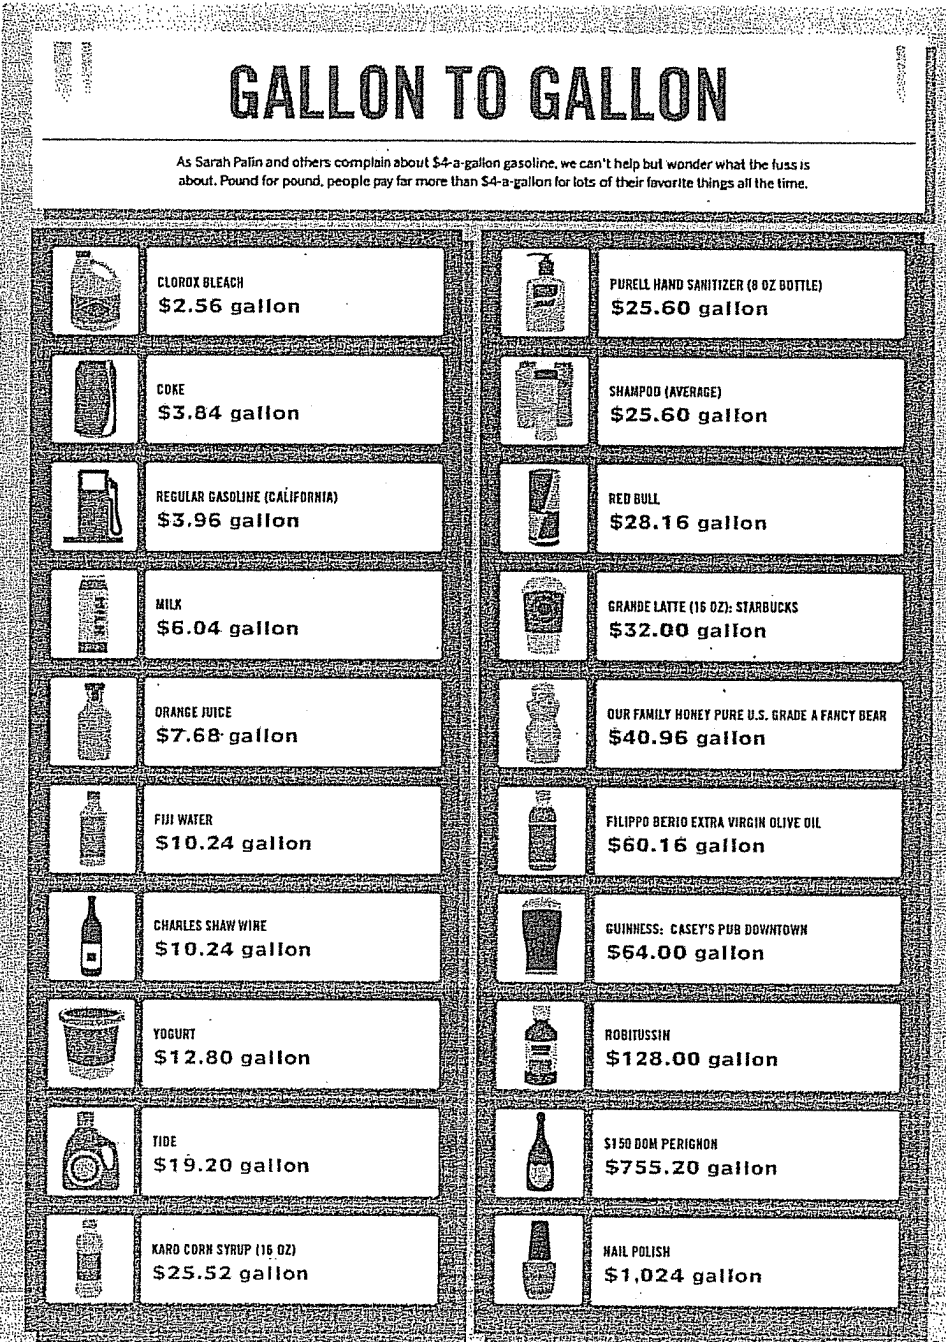 GALLON TO GALLON
As Sarah Palin and others complain about $4-a-gallon gasoline, we can't help but wonder what the fuss is
about. Pound for pound, people pay far more than $4-a-gallon for lots of their favorite things all the time.
CLOROX BLEACH
$2.56 gallon
COKE
$3.84 gallon
REGULAR GASOLINE (CALIFORNIA)
$3.96 gallon
MILK
MILK
$6.04 gallon
ORANGE JUICE
$7.68 gallon
FIJI WATER
$10.24 gallon
CHARLES SHAW WINE
$10.24 gallon
YOGURT
$12.80 gallon
TIDE
$19.20 gallon
KARO CORN SYRUP (16 OZ)
$25.52 gallon
PURELL HAND SANITIZER (8 OZ BOTTLE)
$25.60 gallon
SHAMPOO (AVERAGE)
$25.60 gallon
RED BULL
$28.16 gallon
GRANDE LATTE (16 OZ): STARBUCKS
$32.00 gallon
OUR FAMILY HONEY PURE U.S. GRADE A FANCY BEAR
$40.96 gallon
FILIPPO BERIO EXTRA VIRGIN OLIVE OIL
$60.16 gallon
GUINNESS: CASEY'S PUB DOWNTOWN
$64.00 gallon
ROBITUSSIN
$128.00 gallon
$150 DOM PERIGNON
$755.20 gallon
NAIL POLISH
$1,024 gallon